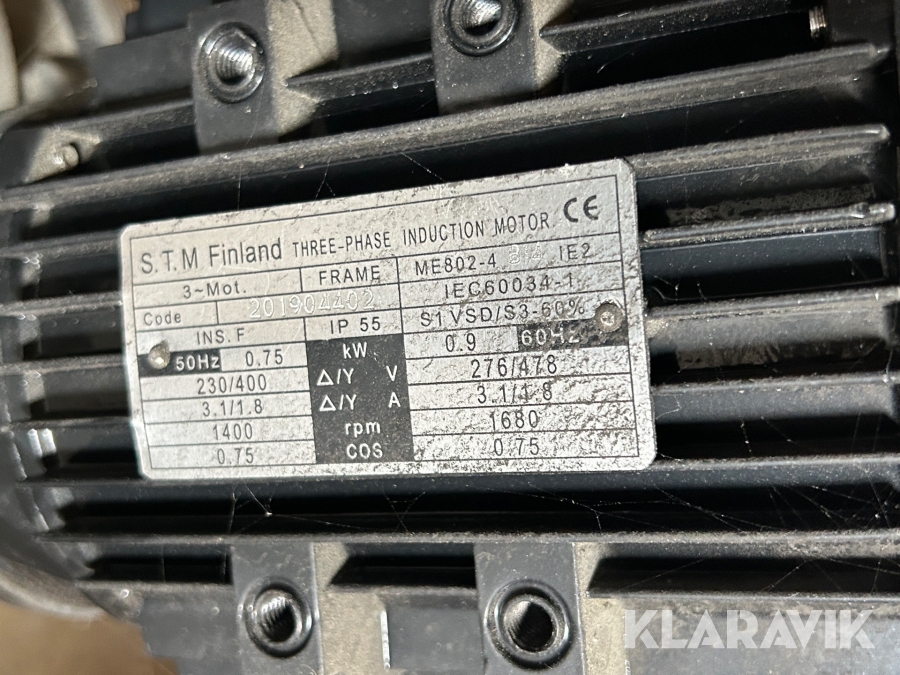 S.T.M Finland THREE-PHASE INDUCTION MOTOR CE
3~Mot. FRAME ME802-4 B14 IE2
Code 201904402 IEC60034-1
INS.F IP 55 S1VSD/S3-60%
50Hz 0.75 kW 0.9 60Hz
230/400 Δ/Y V 276/478
3.1/1.8 Δ/Y A 3.1/1.8
1400 rpm 1680
0.75 COS 0.75
KLARAVIK